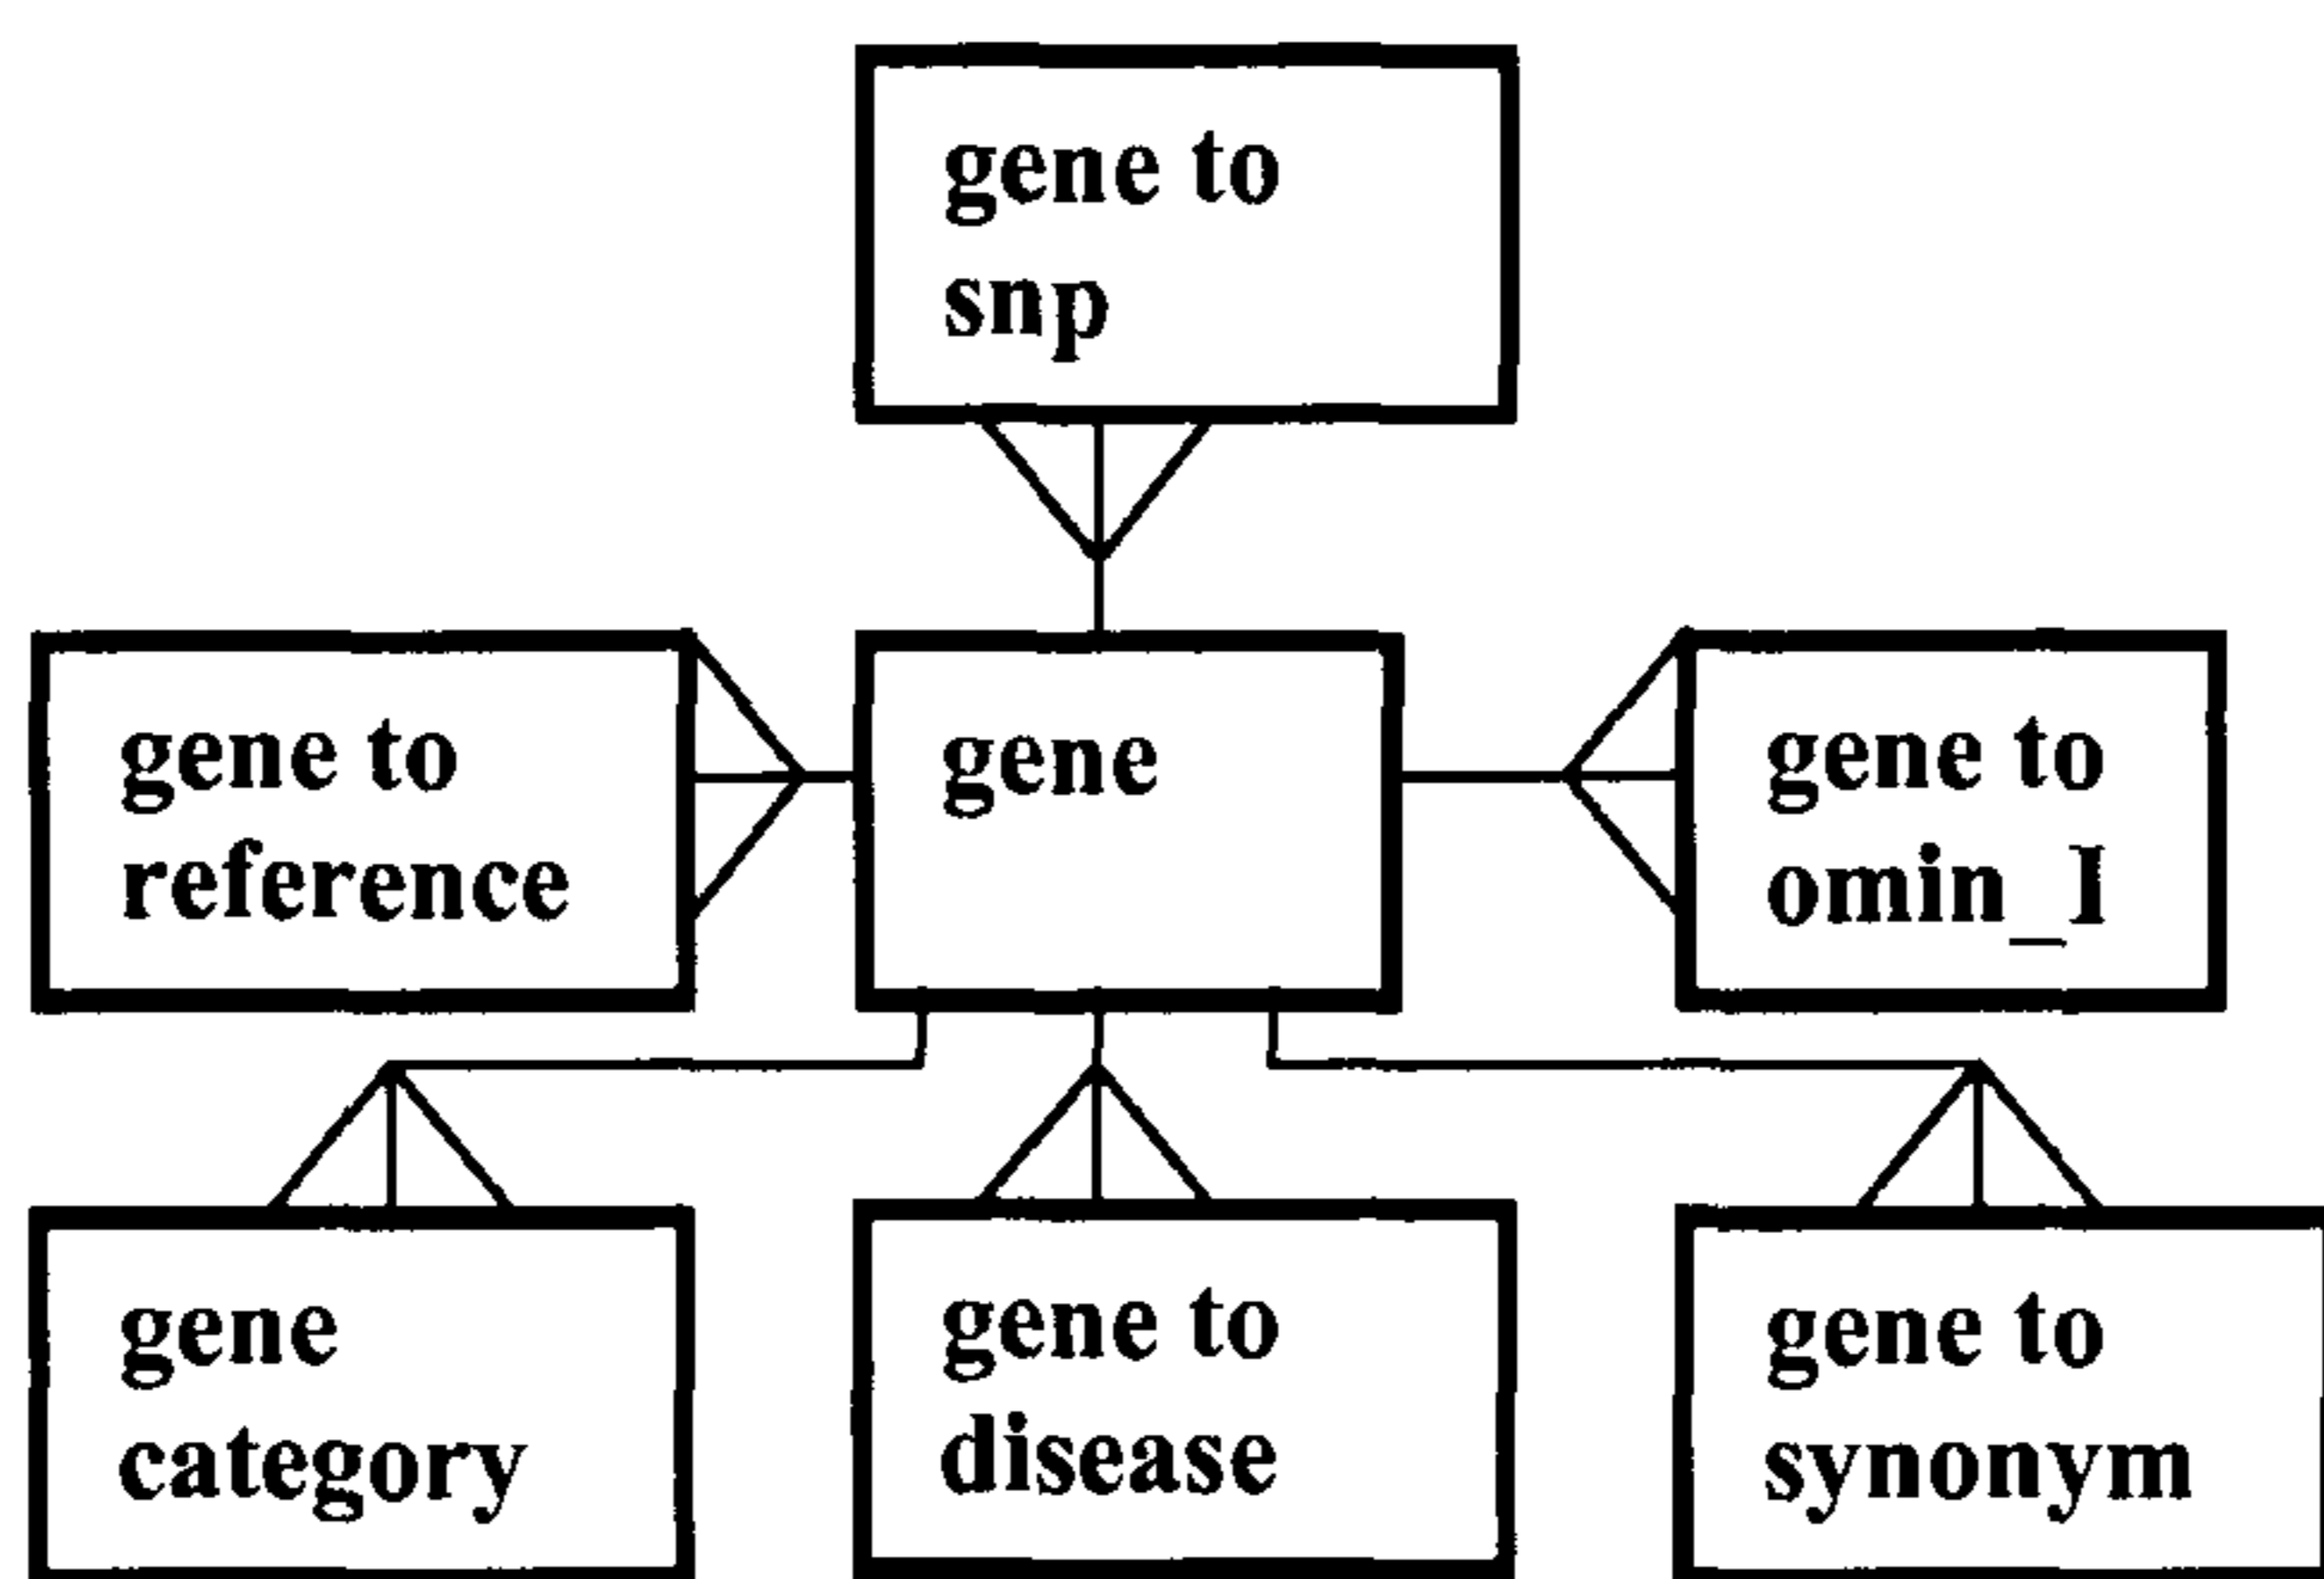 gene to
snp
gene to
reference
gene
gene to
omin_I
gene
category
gene to
disease
gene to
synonym